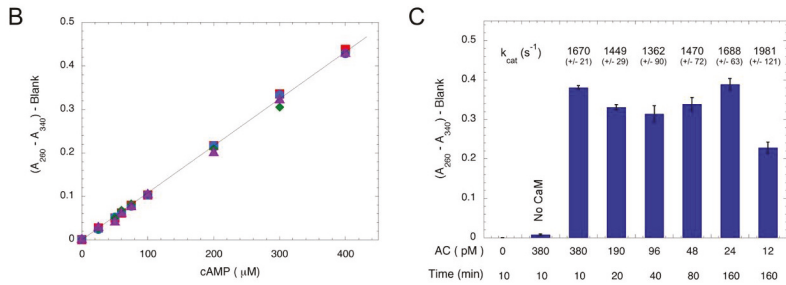 B
(A260 - A340) - Blank
0.5
0.4
0.3
0.2
0.1
0
0
100
200
300
400
cAMP ( μM)
C
(A260 - A340) - Blank
0.5
0.4
0.3
0.2
0.1
0
kcat (s-1)
1670 1449 1362 1470 1688 1981
(+/- 21) (+/- 29) (+/- 90) (+/- 72) (+/- 63) (+/- 121)
No CaM
AC ( pM) 0 380 380 190 96 48 24 12
Time (min) 10 10 10 20 40 80 160 160